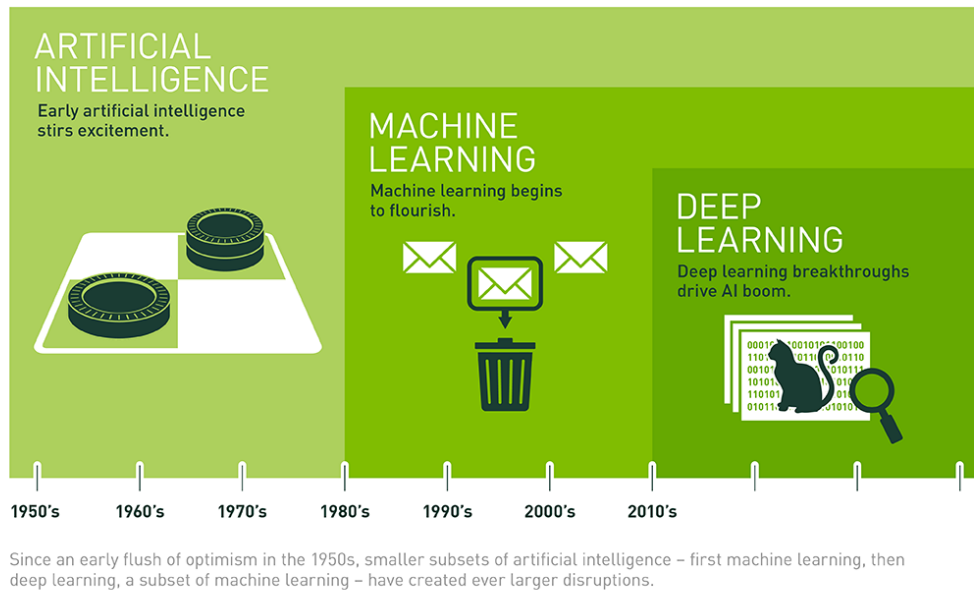 ARTIFICIAL
INTELLIGENCE
Early artificial intelligence
stirs excitement.
MACHINE
LEARNING
Machine learning begins
to flourish.
DEEP
LEARNING
Deep learning breakthroughs
drive AI boom.
1950's
1960's
1970's
1980's
1990's
2000's
2010's
Since an early flush of optimism in the 1950s, smaller subsets of artificial intelligence – first machine learning, then
deep learning, a subset of machine learning – have created ever larger disruptions.